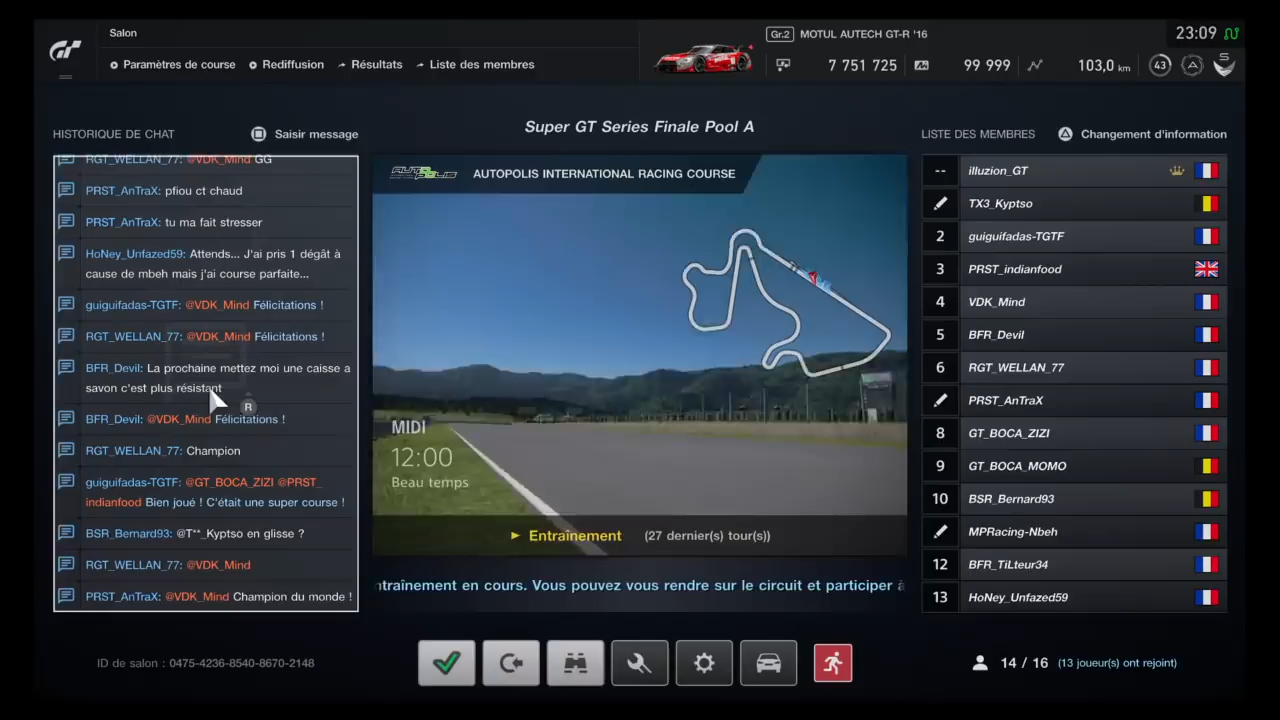 Salon
Paramètres de course
Rediffusion
Résultats
Liste des membres
Gr.2
MOTUL AUTECH GT-R '16
7 751 725
99 999
103,0 km
43
23:09
HISTORIQUE DE CHAT
Saisir message
RGT_WELLAN_77: @VDK_Mind GG
PRST_AnTraX: pfiou ct chaud
PRST_AnTraX: tu ma fait stresser
HoNey_Unfazed59: Attends... J'ai pris 1 dégât à
cause de mbeh mais j'ai course parfaite...
guiguifadas-TGTF: @VDK_Mind Félicitations !
RGT_WELLAN_77: @VDK_Mind Félicitations !
BFR_Devil: La prochaine mettez moi une caisse a
savon c'est plus résistant
R
BFR_Devil: @VDK_Mind Félicitations !
RGT_WELLAN_77: Champion
guiguifadas-TGTF: @GT_BOCA_ZIZI @PRST_
indianfood Bien joué ! C'était une super course !
BSR_Bernard93: @T**_Kyptso en glisse ?
RGT_WELLAN_77: @VDK_Mind
PRST_AnTraX: @VDK_Mind Champion du monde !
Super GT Series Finale Pool A
AUTOPOLIS
AUTOPOLIS INTERNATIONAL RACING COURSE
MIDI
12:00
Beau temps
Entraînement (27 dernier(s) tour(s))
ntraînement en cours. Vous pouvez vous rendre sur le circuit et participer à
LISTE DES MEMBRES
Changement d'information
-- illuzion_GT
TX3_Kyptso
2 guiguifadas-TGTF
3 PRST_indianfood
4 VDK_Mind
5 BFR_Devil
6 RGT_WELLAN_77
PRST_AnTraX
8 GT_BOCA_ZIZI
9 GT_BOCA_MOMO
10 BSR_Bernard93
MPRacing-Nbeh
12 BFR_TiLteur34
13 HoNey_Unfazed59
ID de salon : 0475-4236-8540-8670-2148
14 / 16 (13 joueur(s) ont rejoint)